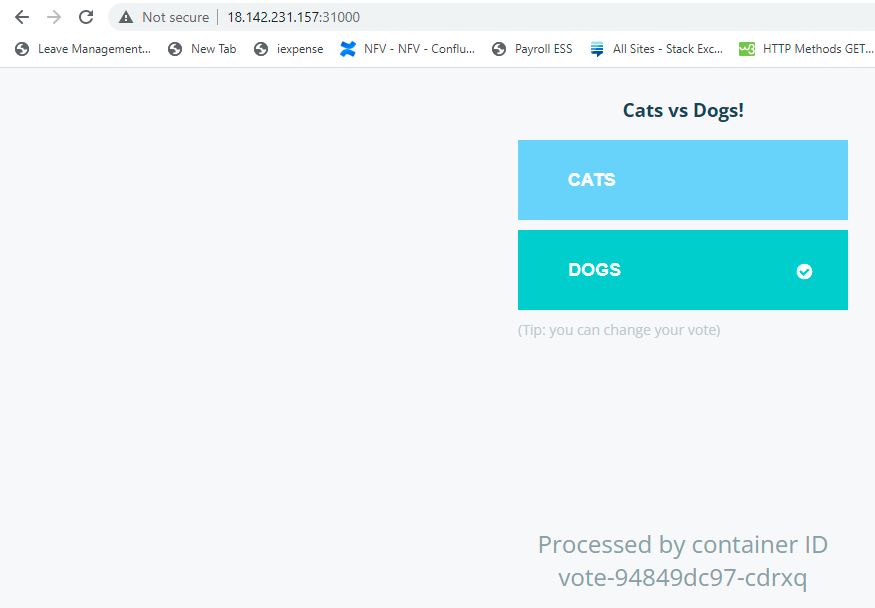 Not secure | 18.142.231.157:31000
Leave Management... New Tab iexpense NFV - NFV - Conflu... Payroll ESS All Sites - Stack Exc... w3 HTTP Methods GET...
Cats vs Dogs!
CATS
DOGS
(Tip: you can change your vote)
Processed by container ID
vote-94849dc97-cdrxq